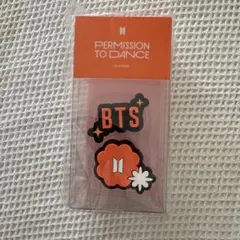 PERMISSION
TO DANCE
BTS